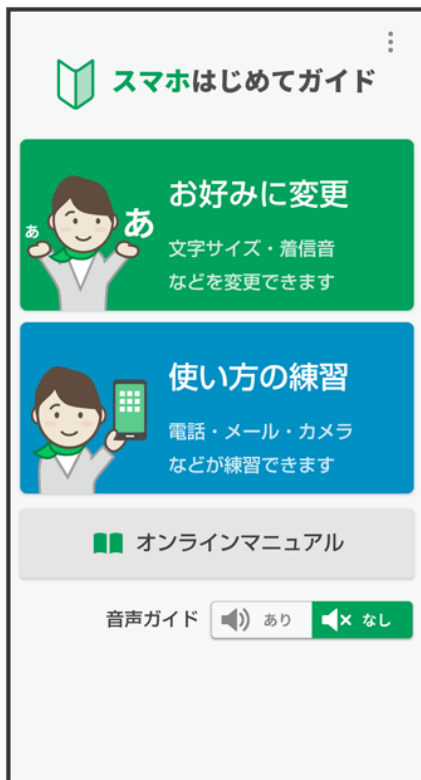 スマホはじめてガイド
お好みに変更
あ
あ
文字サイズ・着信音
などを変更できます
使い方の練習
電話・メール・カメラ
などが練習できます
オンラインマニュアル
音声ガイド あり なし